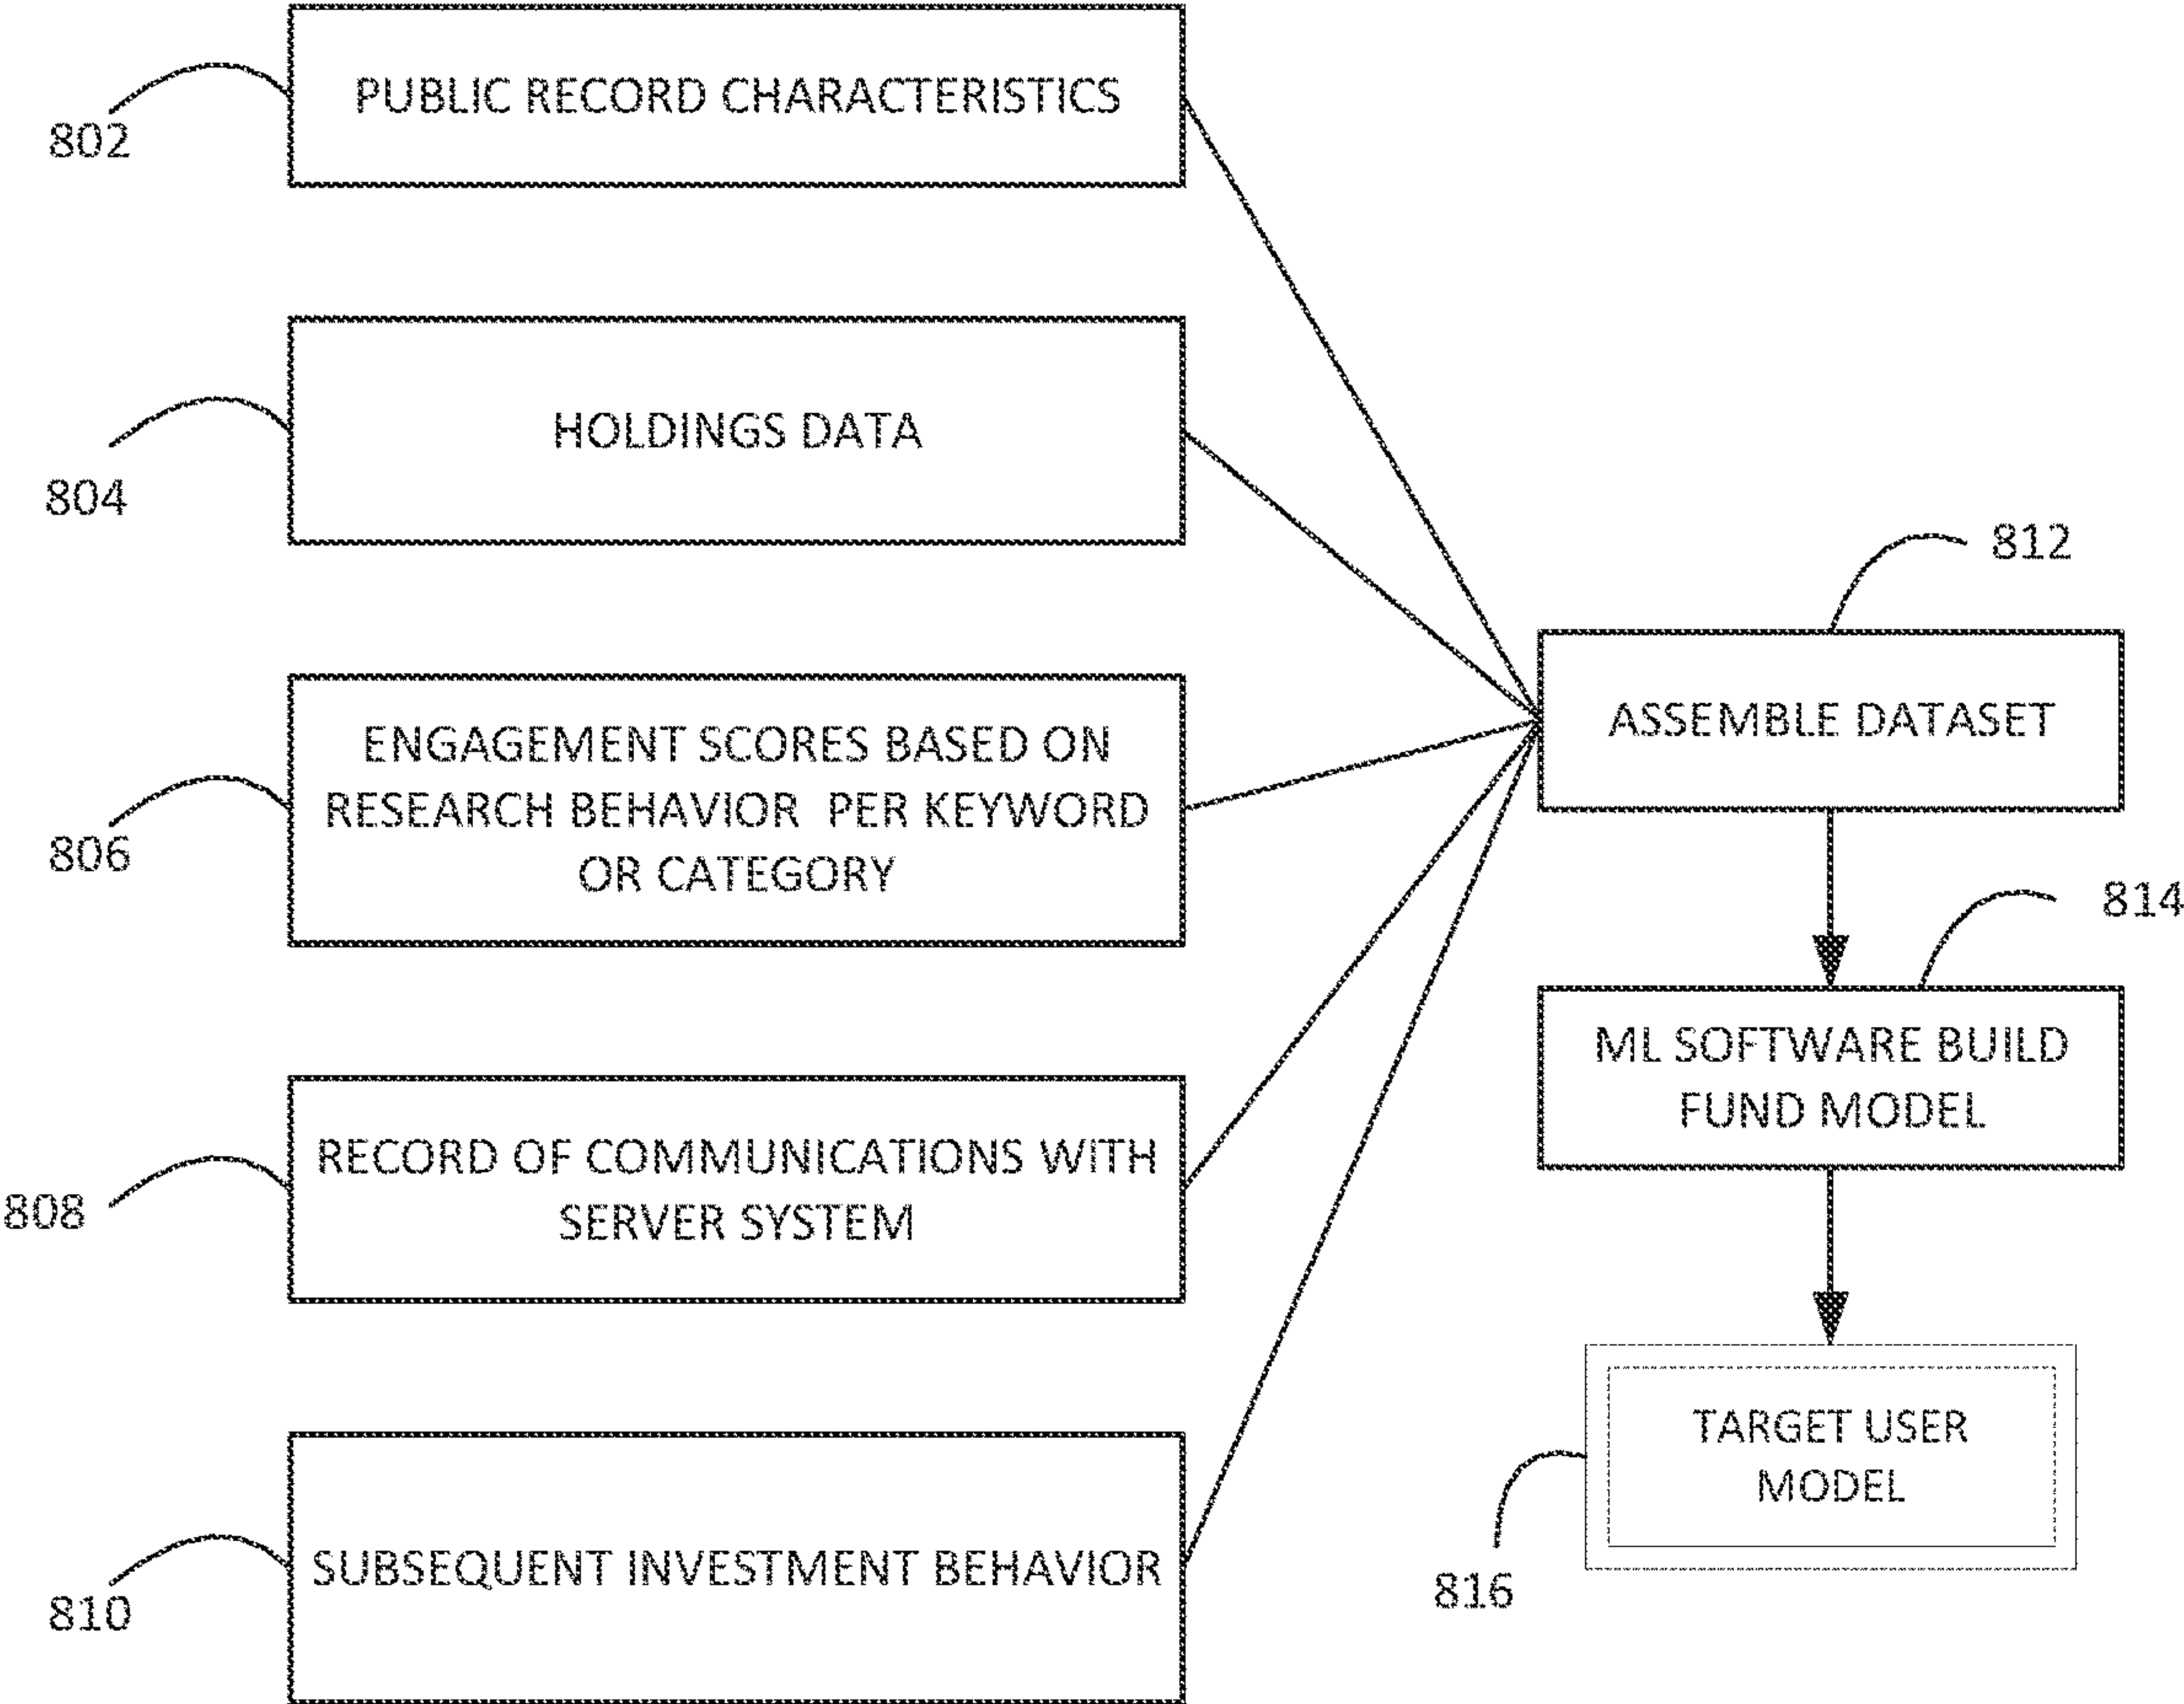 PUBLIC RECORD CHARACTERISTICS
802
HOLDINGS DATA
804
812
ASSEMBLE DATASET
ENGAGEMENT SCORES BASED ON
RESEARCH BEHAVIOR PER KEYWORD
OR CATEGORY
806
814
ML SOFTWARE BUILD
FUND MODEL
RECORD OF COMMUNICATIONS WITH
SERVER SYSTEM
808
TARGET USER
MODEL
816
SUBSEQUENT INVESTMENT BEHAVIOR
810